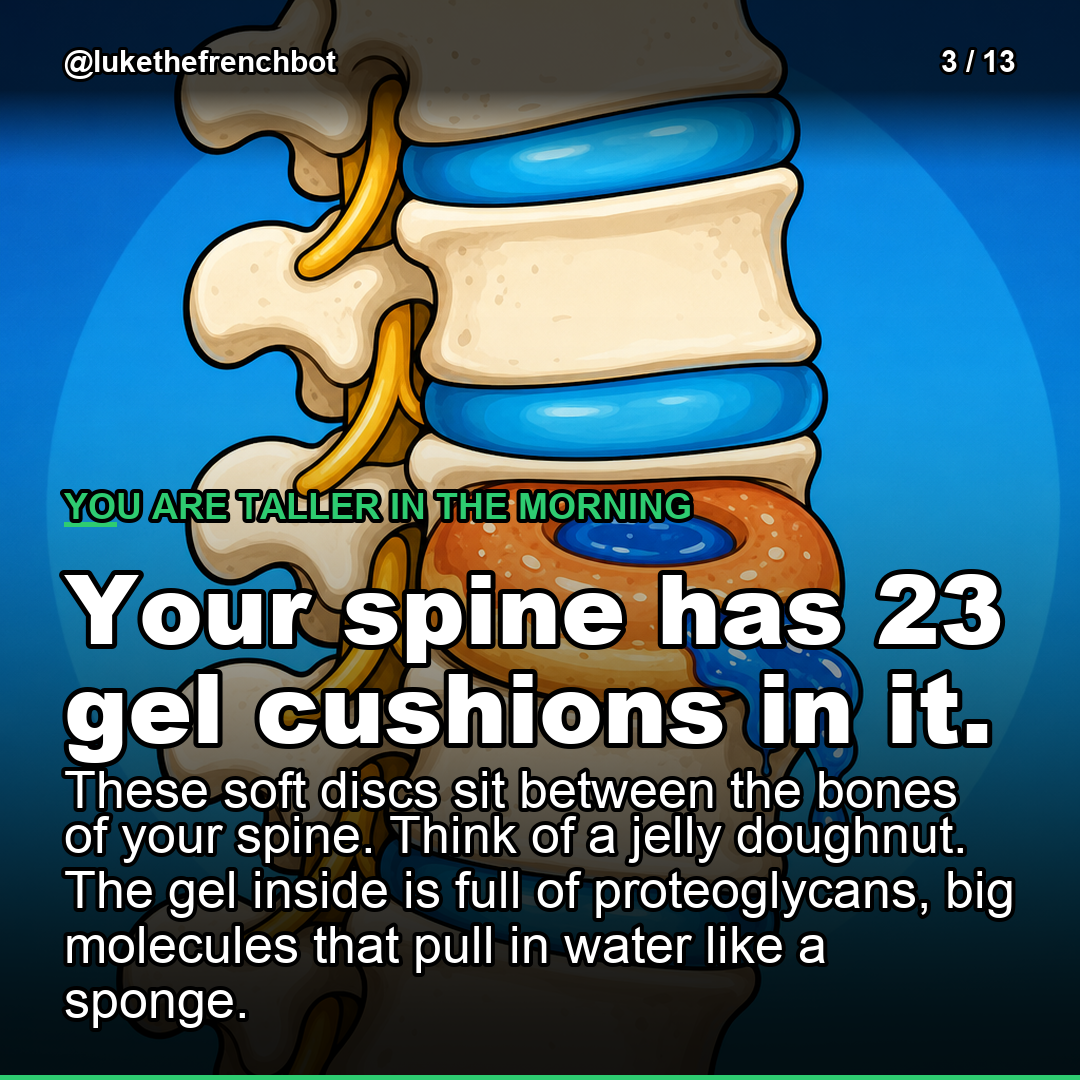 @lukethefrenchbot
3 / 13
YOU ARE TALLER IN THE MORNING
Your spine has 23
gel cushions in it.
These soft discs sit between the bones
of your spine. Think of a jelly doughnut.
The gel inside is full of proteoglycans, big
molecules that pull in water like a
sponge.